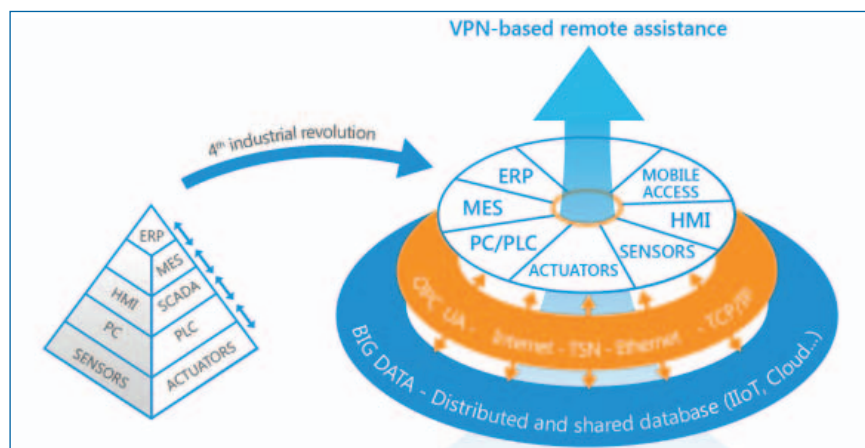 VPN-based remote assistance
4th industrial revolution
ERP
MES
HMI
SCADA
PC
PLC
SENSORS
ACTUATORS
ERP
MOBILE
ACCESS
MES
HMI
PC/PLC
SENSORS
ACTUATORS
OPC UA - Internet - TSN - Ethernet - TCP/IP
BIG DATA - Distributed and shared database (IIoT, Cloud...)